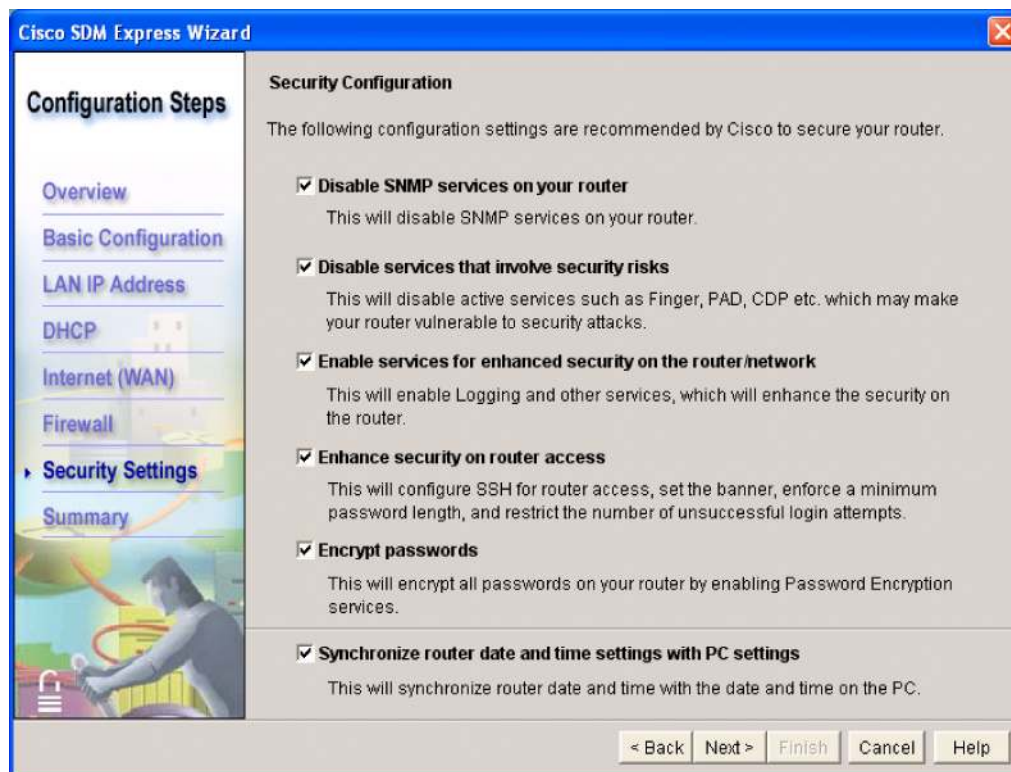 Cisco SDM Express Wizard
Configuration Steps
Overview
Basic Configuration
LAN IP Address
DHCP
Internet (WAN)
Firewall
Security Settings
Summary
Security Configuration
The following configuration settings are recommended by Cisco to secure your router.
Disable SNMP services on your router
This will disable SNMP services on your router.
Disable services that involve security risks
This will disable active services such as Finger, PAD, CDP etc. which may make
your router vulnerable to security attacks.
Enable services for enhanced security on the router/network
This will enable Logging and other services, which will enhance the security on
the router.
Enhance security on router access
This will configure SSH for router access, set the banner, enforce a minimum
password length, and restrict the number of unsuccessful login attempts.
Encrypt passwords
This will encrypt all passwords on your router by enabling Password Encryption
services.
Synchronize router date and time settings with PC settings
This will synchronize router date and time with the date and time on the PC.
< Back Next > Finish Cancel Help